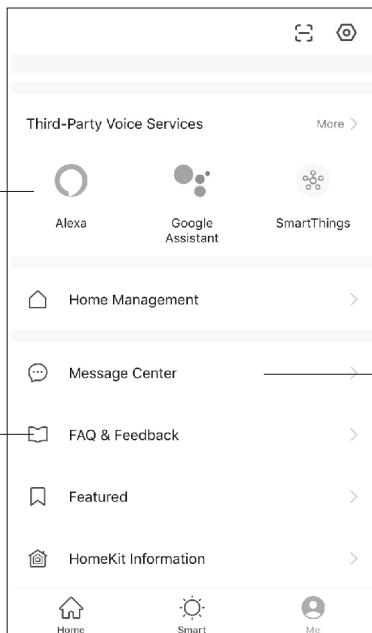 Third-Party Voice Services More
Alexa Google Assistant SmartThings
Home Management
Message Center
FAQ & Feedback
Featured
HomeKit Information
Home Smart Me